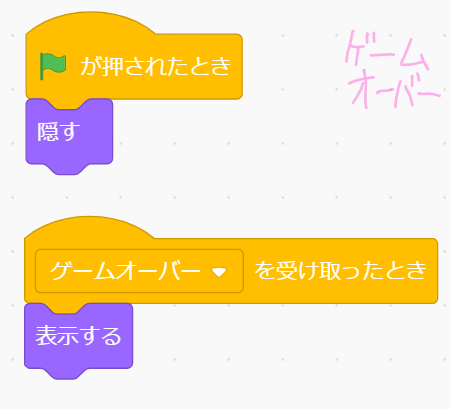 が押されたとき
ゲーム
オーバー
隠す
ゲームオーバー を受け取ったとき
表示する